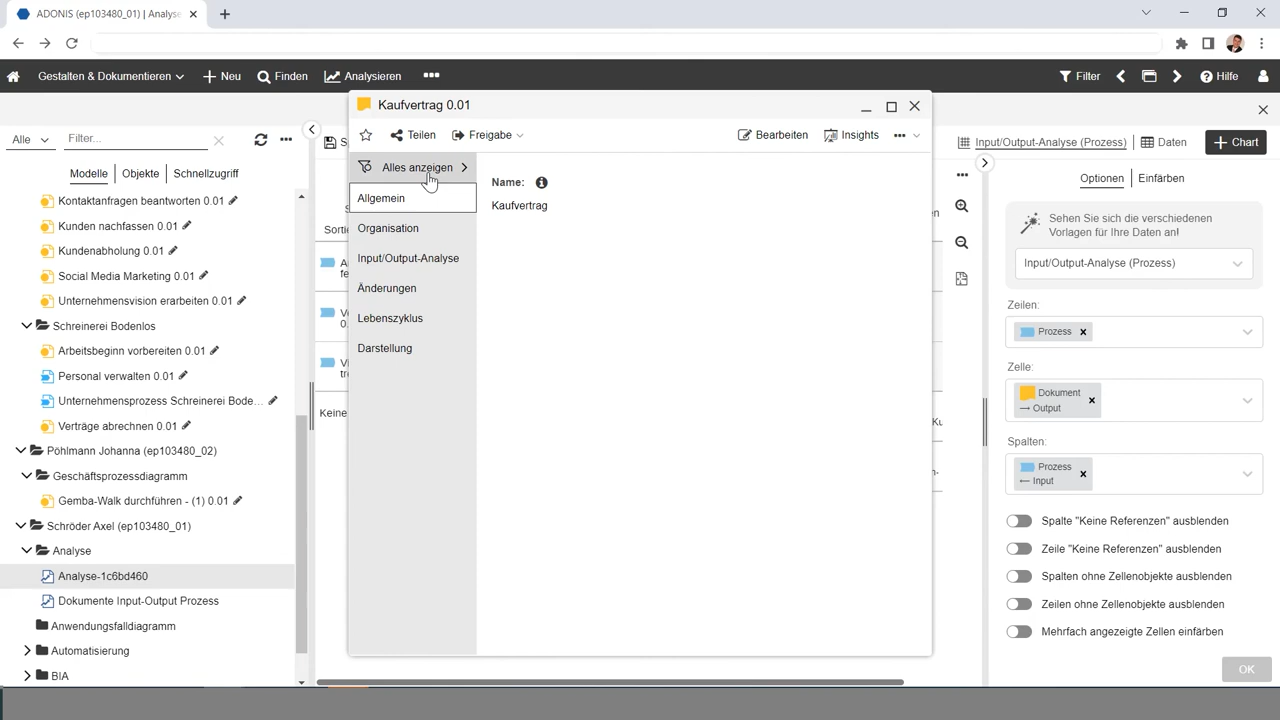 ADONIS (ep103480_01) | Analyse
Gestalten & Dokumentieren
Neu
Finden
Analysieren
Filter
Hilfe
Alle
Filter...
Modelle
Objekte
Schnellzugriff
Kontaktanfragen beantworten 0.01
Kunden nachfassen 0.01
Kundenabholung 0.01
Social Media Marketing 0.01
Unternehmensvision erarbeiten 0.01
Schreinerei Bodenlos
Arbeitsbeginn vorbereiten 0.01
Personal verwalten 0.01
Unternehmensprozess Schreinerei Bode...
Verträge abrechnen 0.01
Pöhlmann Johanna (ep103480_02)
Geschäftsprozessdiagramm
Gemba-Walk durchführen - (1) 0.01
Schröder Axel (ep103480_01)
Analyse
Analyse-1c6bd460
Dokumente Input-Output Prozess
Anwendungsfalldiagramm
Automatisierung
BIA
Sortie
Keine
Kaufvertrag 0.01
Teilen
Freigabe
Bearbeiten
Insights
Alles anzeigen
Allgemein
Organisation
Input/Output-Analyse
Änderungen
Lebenszyklus
Darstellung
Name:
Kaufvertrag
Input/Output-Analyse (Prozess)
Daten
Chart
Optionen
Einfärben
Sehen Sie sich die verschiedenen
Vorlagen für Ihre Daten an!
Input/Output-Analyse (Prozess)
Zeilen:
Prozess
Zelle:
Dokument
Output
Spalten:
Prozess
Input
Spalte "Keine Referenzen" ausblenden
Zeile "Keine Referenzen" ausblenden
Spalten ohne Zellenobjekte ausblenden
Zeilen ohne Zellenobjekte ausblenden
Mehrfach angezeigte Zellen einfärben
OK